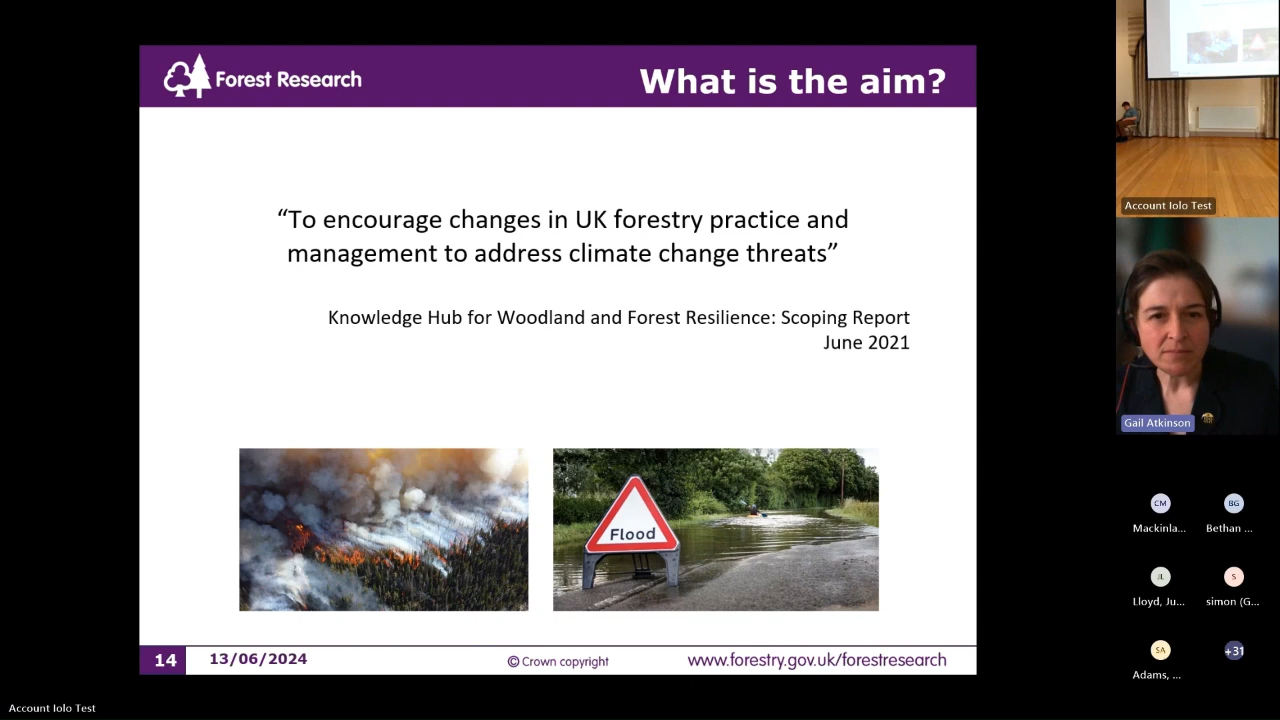 Forest Research
What is the aim?
“To encourage changes in UK forestry practice and
management to address climate change threats”
Knowledge Hub for Woodland and Forest Resilience: Scoping Report
June 2021
Flood
14
13/06/2024
© Crown copyright
www.forestry.gov.uk/forestresearch
Account Iolo Test
Gail Atkinson
CM
BG
Mackinla...
Bethan ...
JL
S
Lloyd, Ju...
simon (G...
SA
+31
Adams, ...
Account Iolo Test